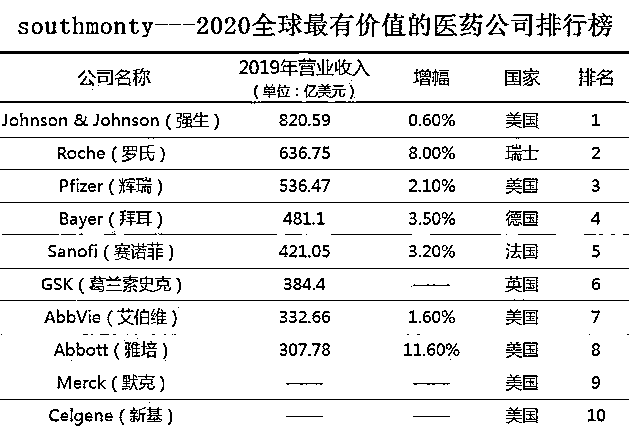 southmonty---2020全球最有价值的医药公司排行榜
公司名称 2019年营业收入（单位：亿美元） 增幅 国家 排名
Johnson & Johnson（强生） 820.59 0.60% 美国 1
Roche（罗氏） 636.75 8.00% 瑞士 2
Pfizer（辉瑞） 536.47 2.10% 美国 3
Bayer（拜耳） 481.1 3.50% 德国 4
Sanofi（赛诺菲） 421.05 3.20% 法国 5
GSK（葛兰素史克） 384.4 —— 英国 6
AbbVie（艾伯维） 332.66 1.60% 美国 7
Abbott（雅培） 307.78 11.60% 美国 8
Merck（默克） —— —— 美国 9
Celgene（新基） —— —— 美国 10